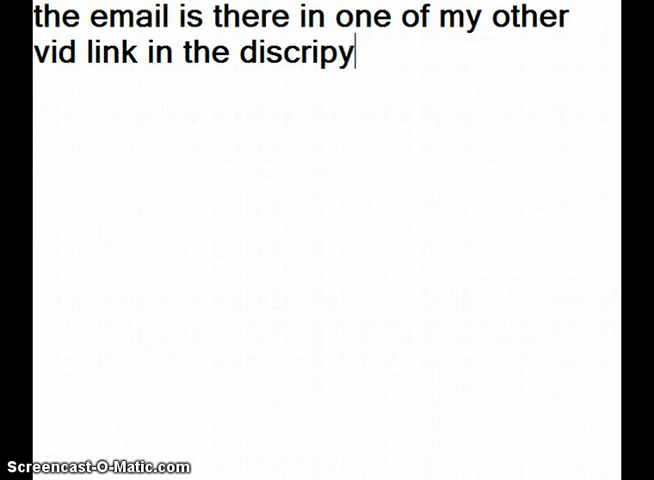 the email is there in one of my other
vid link in the discripy
Screencast-O-Matic.com